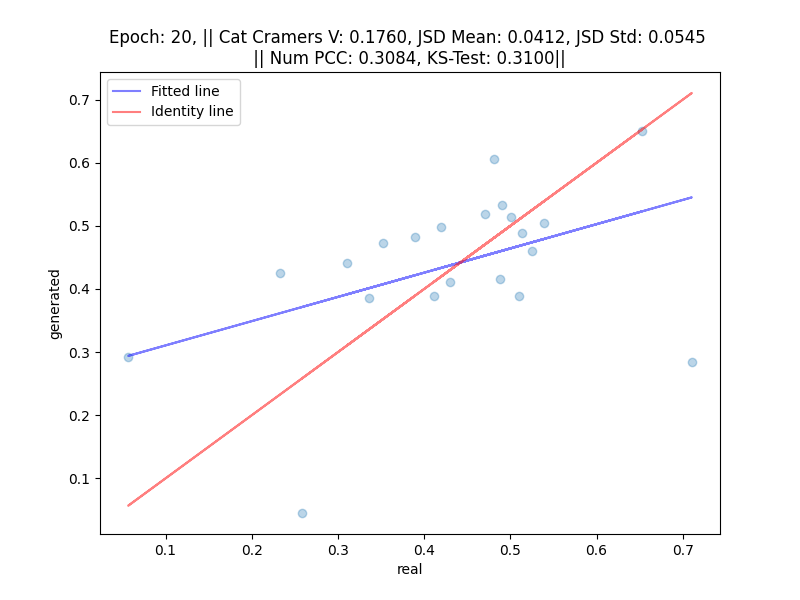 Epoch: 20, || Cat Cramers V: 0.1760, JSD Mean: 0.0412, JSD Std: 0.0545
|| Num PCC: 0.3084, KS-Test: 0.3100||
Fitted line
Identity line
0.7
0.6
0.5
0.4
0.3
0.2
0.1
generated
0.1 0.2 0.3 0.4 0.5 0.6 0.7
real